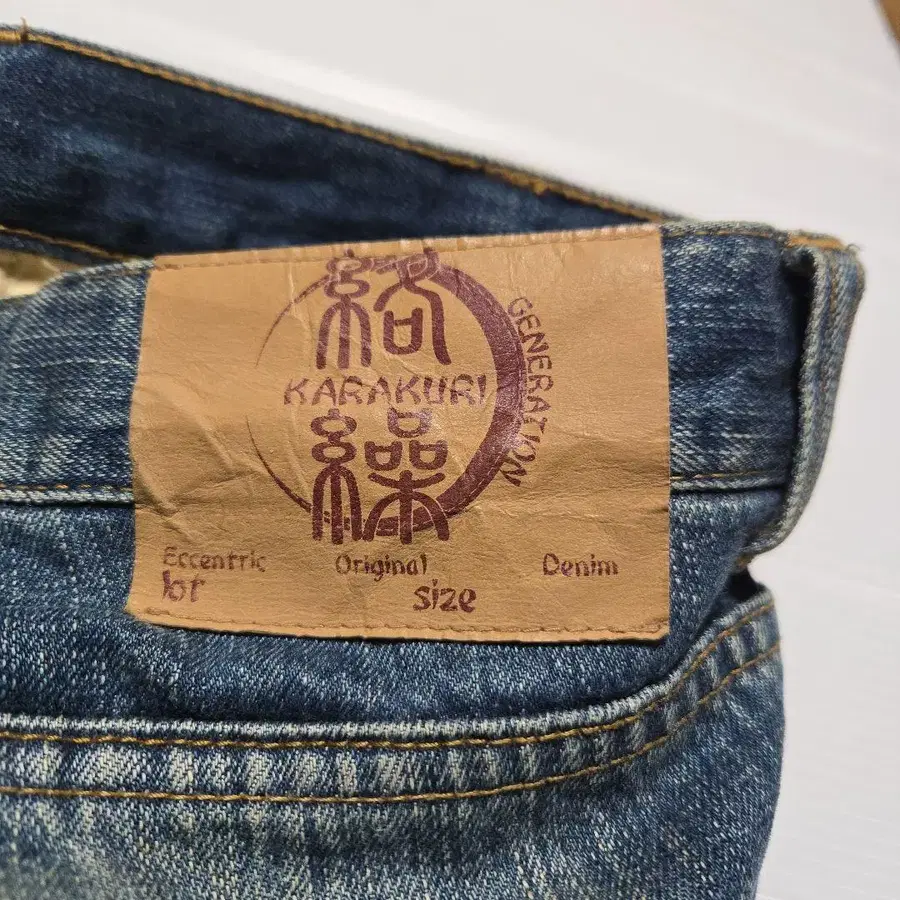 絡
KARAKURI
繰
GENERATION
Eccentric Original Denim
lot size